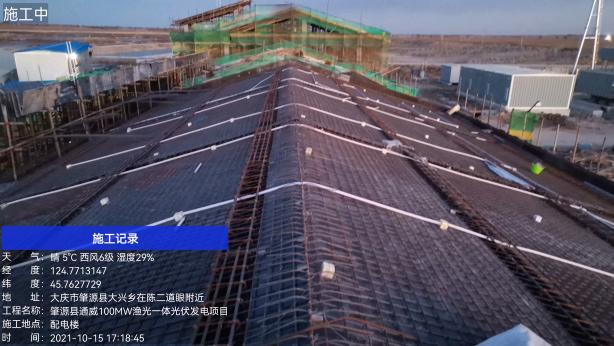 施工中
施工记录
天 气：晴 5℃ 西风6级 湿度29%
经 度：124.7713147
纬 度：45.7627729
地 址：大庆市肇源县大兴乡在陈二道眼附近
工程名称：肇源县通威100MW渔光一体光伏发电项目
施工地点：配电楼
时 间：2021-10-15 17:18:45